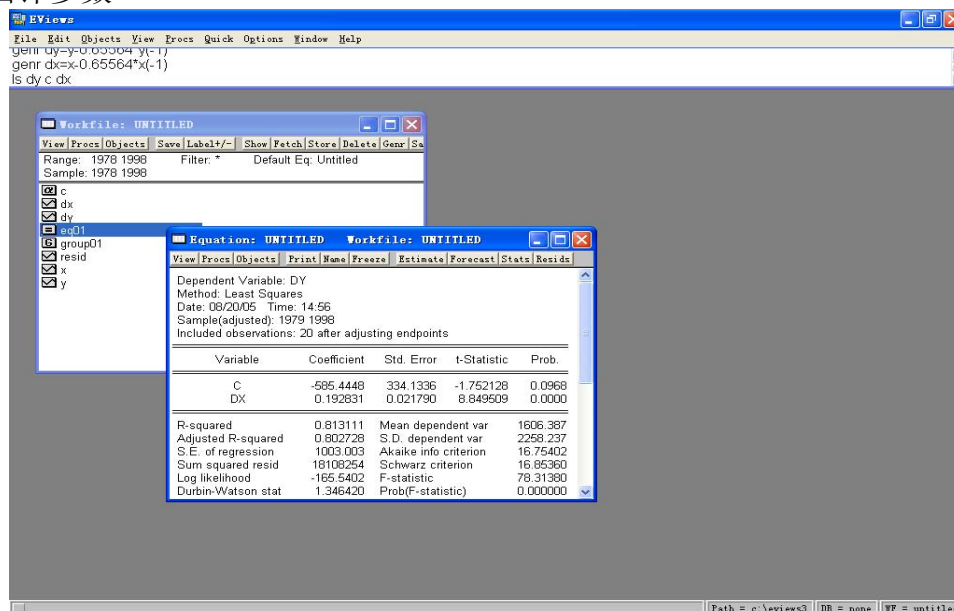 EViews
File Edit Objects View Procs Quick Options Window Help
genr dy=y-0.65564*y(-1)
genr dx=x-0.65564*x(-1)
ls dy c dx
Workfile: UNTITLED
View Procs Objects Save Label+/- Show Fetch Store Delete Genr Sa
Range: 1978 1998 Filter: * Default Eq: Untitled
Sample: 1978 1998
c
dx
dy
eq01
group01
resid
x
y
Equation: UNTITLED Workfile: UNTITLED
View Procs Objects Print Name Freeze Estimate Forecast Stats Resids
Dependent Variable: DY
Method: Least Squares
Date: 08/20/05 Time: 14:56
Sample(adjusted): 1979 1998
Included observations: 20 after adjusting endpoints
Variable Coefficient Std. Error t-Statistic Prob.
C -585.4448 334.1336 -1.752128 0.0968
DX 0.192831 0.021790 8.849509 0.0000
R-squared 0.813111 Mean dependent var 1606.387
Adjusted R-squared 0.802728 S.D. dependent var 2258.237
S.E. of regression 1003.003 Akaike info criterion 16.75402
Sum squared resid 18108254 Schwarz criterion 16.85360
Log likelihood -165.5402 F-statistic 78.31380
Durbin-Watson stat 1.346420 Prob(F-statistic) 0.000000
Path = c:\eviews3 DB = none WF = untitle